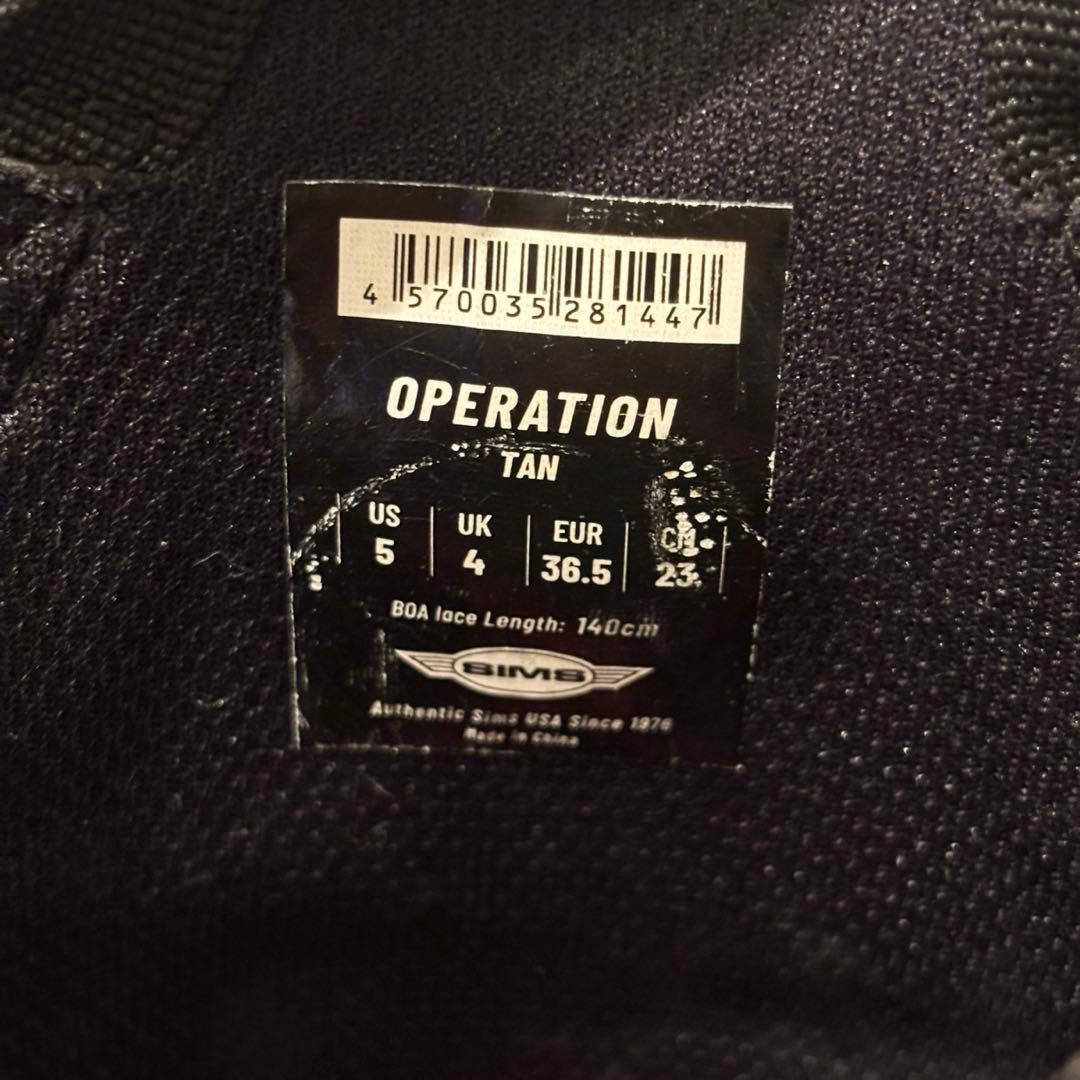 4 570035 281447
OPERATION
TAN
US UK EUR CM
5 4 36.5 23
BOA lace Length: 140cm
SIMS
Authentic Sims USA Since 1976
Made in China